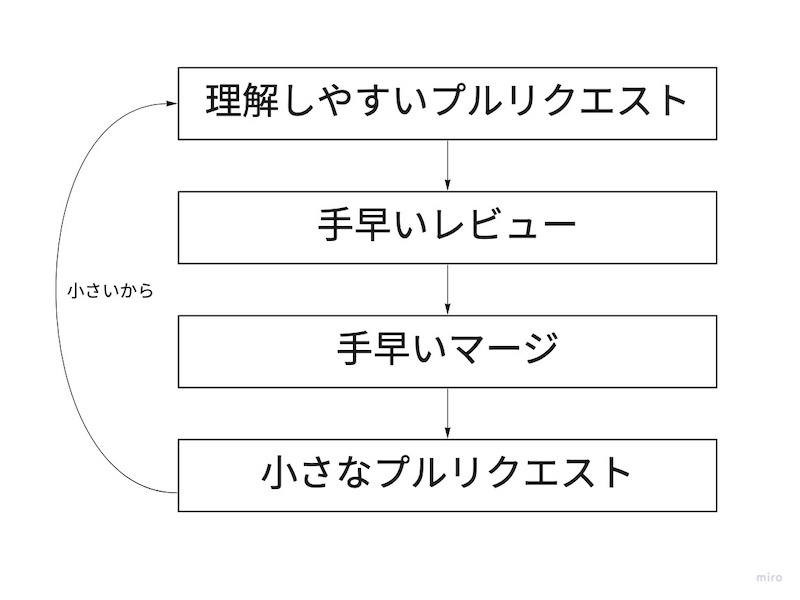 理解しやすいプルリクエスト
手早いレビュー
小さいから
手早いマージ
小さなプルリクエスト
miro